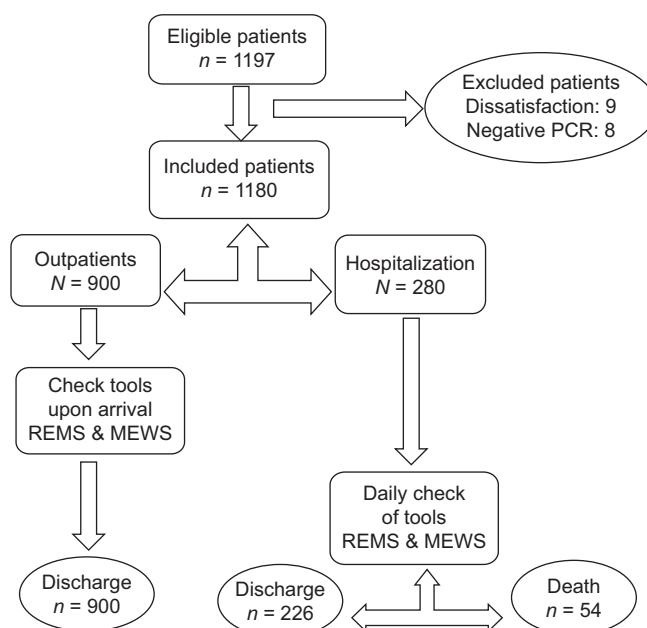 Eligible patients
n = 1197
Excluded patients
Dissatisfaction: 9
Negative PCR: 8
Included patients
n = 1180
Outpatients
N = 900
Hospitalization
N = 280
Check tools
upon arrival
REMS & MEWS
Daily check
of tools
REMS & MEWS
Discharge
n = 900
Discharge
n = 226
Death
n = 54